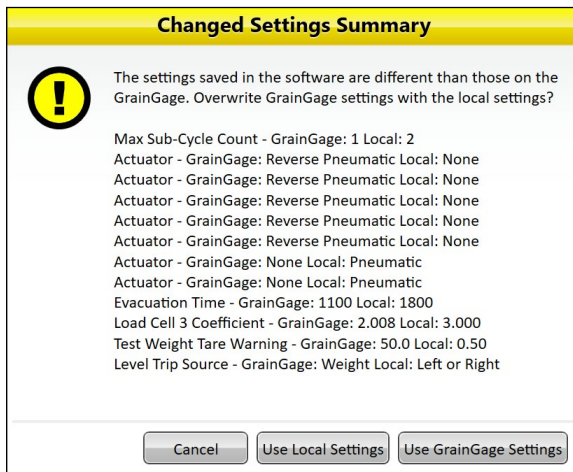 Changed Settings Summary
The settings saved in the software are different than those on the
GrainGage. Overwrite GrainGage settings with the local settings?
Max Sub-Cycle Count - GrainGage: 1 Local: 2
Actuator - GrainGage: Reverse Pneumatic Local: None
Actuator - GrainGage: Reverse Pneumatic Local: None
Actuator - GrainGage: Reverse Pneumatic Local: None
Actuator - GrainGage: Reverse Pneumatic Local: None
Actuator - GrainGage: Reverse Pneumatic Local: None
Actuator - GrainGage: None Local: Pneumatic
Actuator - GrainGage: None Local: Pneumatic
Evacuation Time - GrainGage: 1100 Local: 1800
Load Cell 3 Coefficient - GrainGage: 2.008 Local: 3.000
Test Weight Tare Warning - GrainGage: 50.0 Local: 0.50
Level Trip Source - GrainGage: Weight Local: Left or Right
Cancel Use Local Settings Use GrainGage Settings